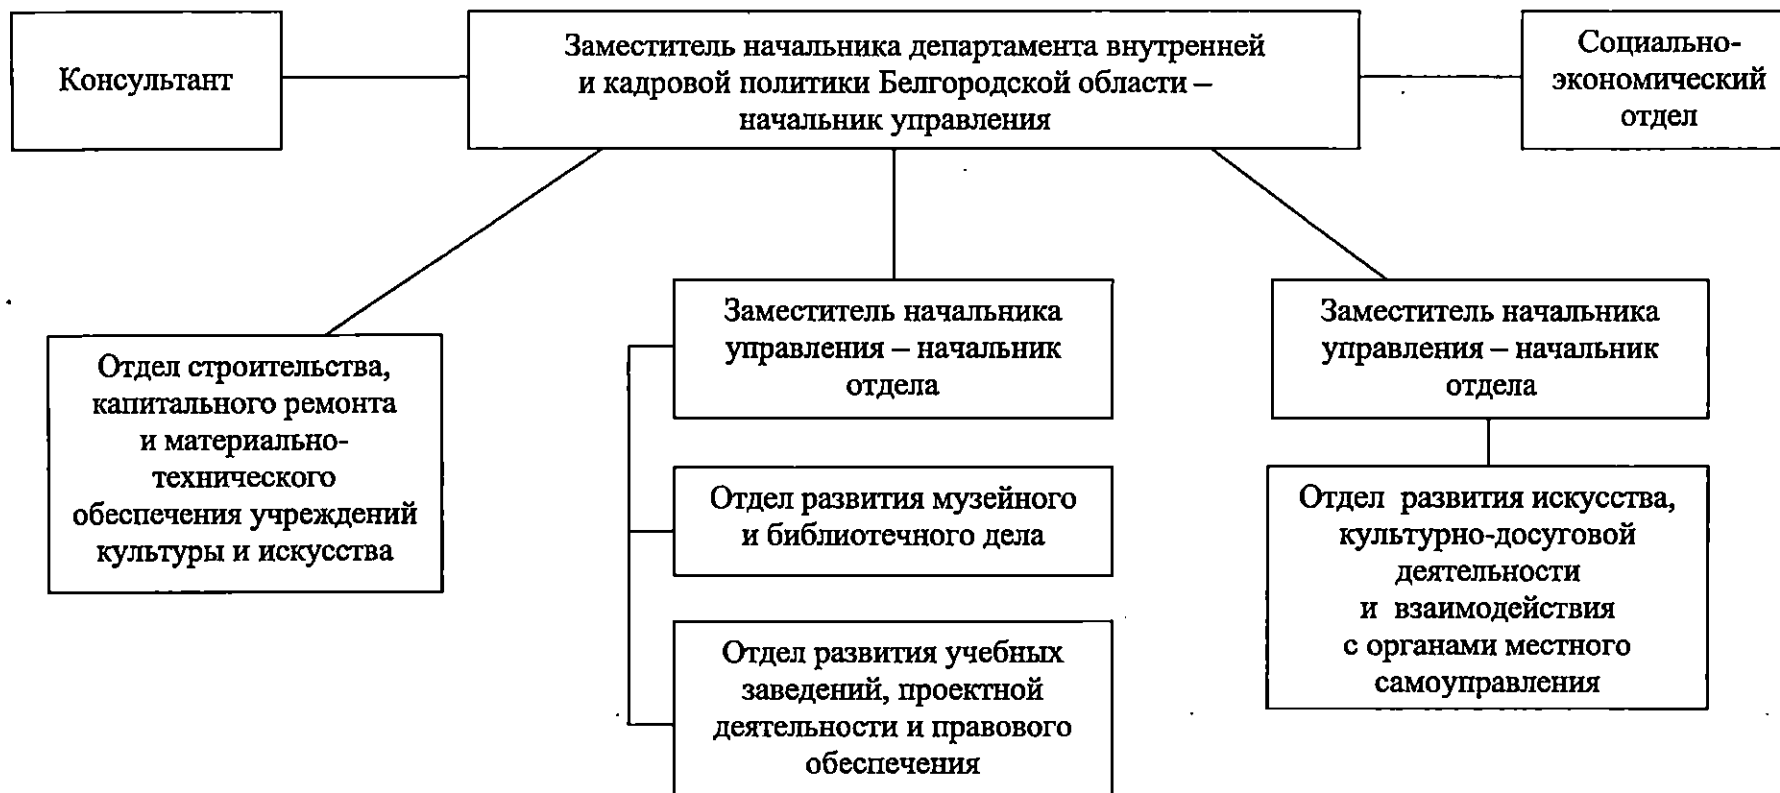 Консультант
Заместитель начальника департамента внутренней
и кадровой политики Белгородской области –
начальник управления
Социально-
экономический
отдел
Отдел строительства,
капитального ремонта
и материально-
технического
обеспечения учреждений
культуры и искусства
Заместитель начальника
управления – начальник
отдела
Отдел развития музейного
и библиотечного дела
Отдел развития учебных
заведений, проектной
деятельности и правового
обеспечения
Заместитель начальника
управления – начальник
отдела
Отдел развития искусства,
культурно-досуговой
деятельности
и взаимодействия
с органами местного
самоуправления